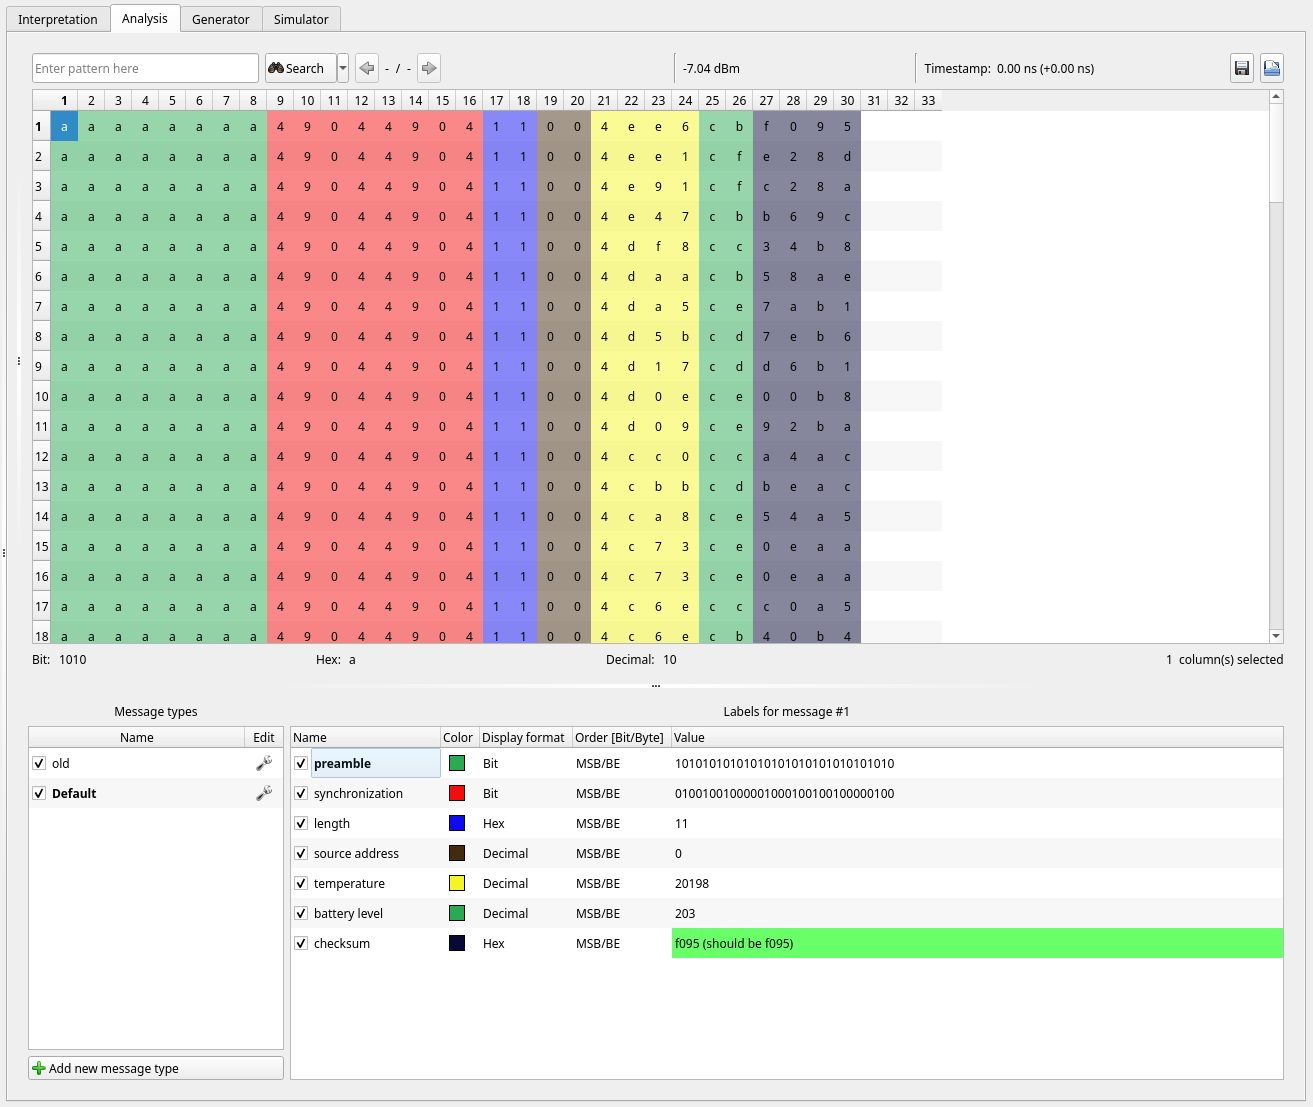 Interpretation Analysis Generator Simulator
Enter pattern here Search - / - -7.04 dBm Timestamp: 0.00 ns (+0.00 ns)
1 2 3 4 5 6 7 8 9 10 11 12 13 14 15 16 17 18 19 20 21 22 23 24 25 26 27 28 29 30 31 32 33
1 a a a a a a a a 4 9 0 4 4 9 0 4 1 1 0 0 4 e e 6 c b f 0 9 5
2 a a a a a a a a 4 9 0 4 4 9 0 4 1 1 0 0 4 e e 1 c f e 2 8 d
3 a a a a a a a a 4 9 0 4 4 9 0 4 1 1 0 0 4 e 9 1 c f c 2 8 a
4 a a a a a a a a 4 9 0 4 4 9 0 4 1 1 0 0 4 e 4 7 c b b 6 9 c
5 a a a a a a a a 4 9 0 4 4 9 0 4 1 1 0 0 4 d f 8 c c 3 4 b 8
6 a a a a a a a a 4 9 0 4 4 9 0 4 1 1 0 0 4 d a a c b 5 8 a e
7 a a a a a a a a 4 9 0 4 4 9 0 4 1 1 0 0 4 d a 5 c e 7 a b 1
8 a a a a a a a a 4 9 0 4 4 9 0 4 1 1 0 0 4 d 5 b c d 7 e b 6
9 a a a a a a a a 4 9 0 4 4 9 0 4 1 1 0 0 4 d 1 7 c d d 6 b 1
10 a a a a a a a a 4 9 0 4 4 9 0 4 1 1 0 0 4 d 0 e c e 0 0 b 8
11 a a a a a a a a 4 9 0 4 4 9 0 4 1 1 0 0 4 d 0 9 c e 9 2 b a
12 a a a a a a a a 4 9 0 4 4 9 0 4 1 1 0 0 4 c c 0 c c a 4 a c
13 a a a a a a a a 4 9 0 4 4 9 0 4 1 1 0 0 4 c b b c d b e a c
14 a a a a a a a a 4 9 0 4 4 9 0 4 1 1 0 0 4 c a 8 c e 5 4 a 5
15 a a a a a a a a 4 9 0 4 4 9 0 4 1 1 0 0 4 c 7 3 c e 0 e a a
16 a a a a a a a a 4 9 0 4 4 9 0 4 1 1 0 0 4 c 7 3 c e 0 e a a
17 a a a a a a a a 4 9 0 4 4 9 0 4 1 1 0 0 4 c 6 e c c c 0 a 5
18 a a a a a a a a 4 9 0 4 4 9 0 4 1 1 0 0 4 c 6 e c b 4 0 b 4
Bit: 1010 Hex: a Decimal: 10 1 column(s) selected
Message types
Name Edit
old
Default
Add new message type
Labels for message #1
Name Color Display format Order [Bit/Byte] Value
preamble Bit MSB/BE 10101010101010101010101010101010
synchronization Bit MSB/BE 01001001000001000100100100000100
length Hex MSB/BE 11
source address Decimal MSB/BE 0
temperature Decimal MSB/BE 20198
battery level Decimal MSB/BE 203
checksum Hex MSB/BE f095 (should be f095)